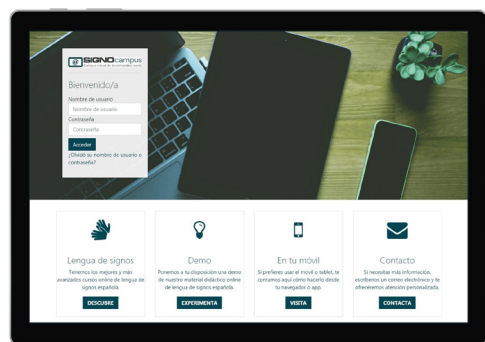 SIGNOcampus
Bienvenido/a
Nombre de usuario
Nombre de usuario
Contraseña
Contraseña
Acceder
¿Olvidó su nombre de usuario o
contraseña?
Lengua de signos
Tenemos los mejores y más
avanzados cursos online de lengua de
signos española.
DESCUBRE
Demo
Ponemos a tu disposición una demo
de nuestro material didáctico online
de lengua de signos española.
EXPERIMENTA
En tu móvil
Si prefieres usar el móvil o tablet, te
contamos aquí cómo hacerlo desde
tu navegador o app.
VISITA
Contacto
Si necesitas más información,
escríbenos un correo electrónico y te
ofreceremos atención personalizada.
CONTACTA